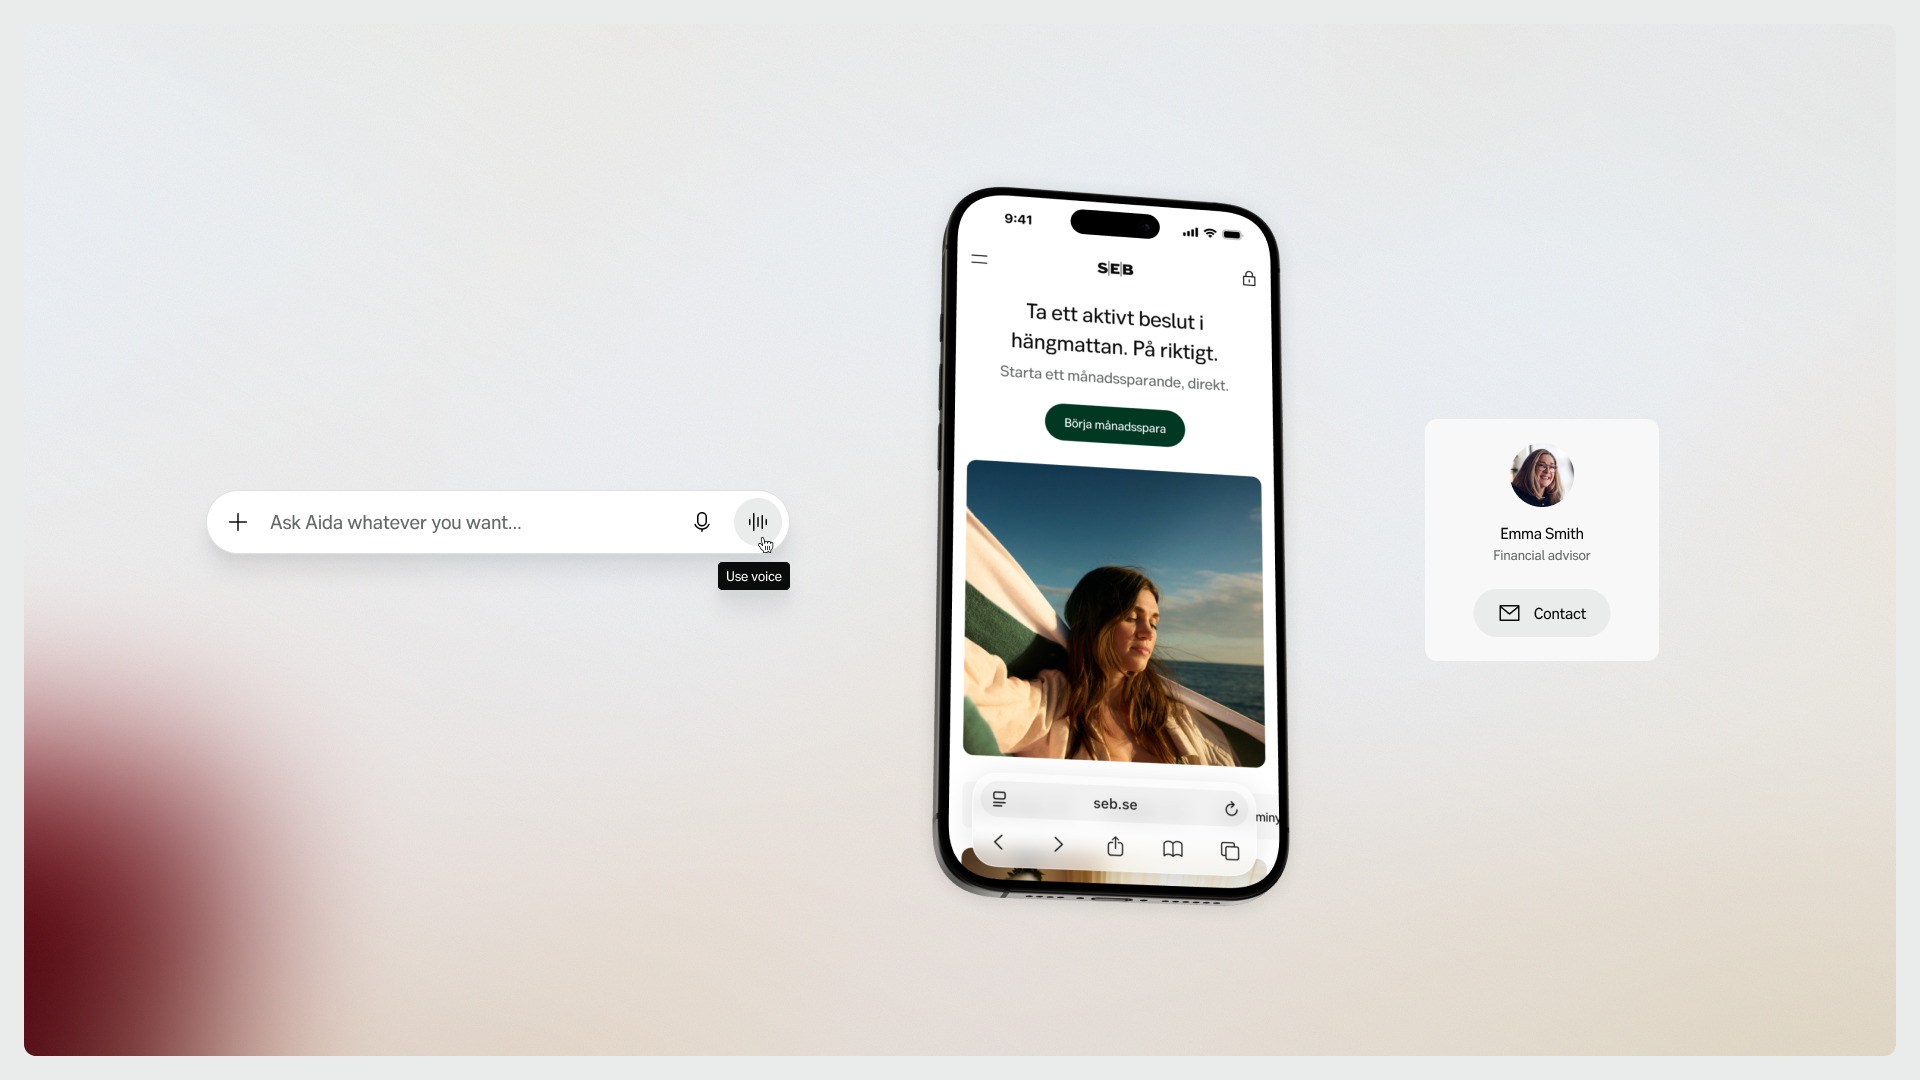 Ask Aida whatever you want...
Use voice
9:41
SEB
Ta ett aktivt beslut i
hängmattan. På riktigt.
Starta ett månadssparande, direkt.
Börja månadsspara
seb.se
miny
Emma Smith
Financial advisor
Contact